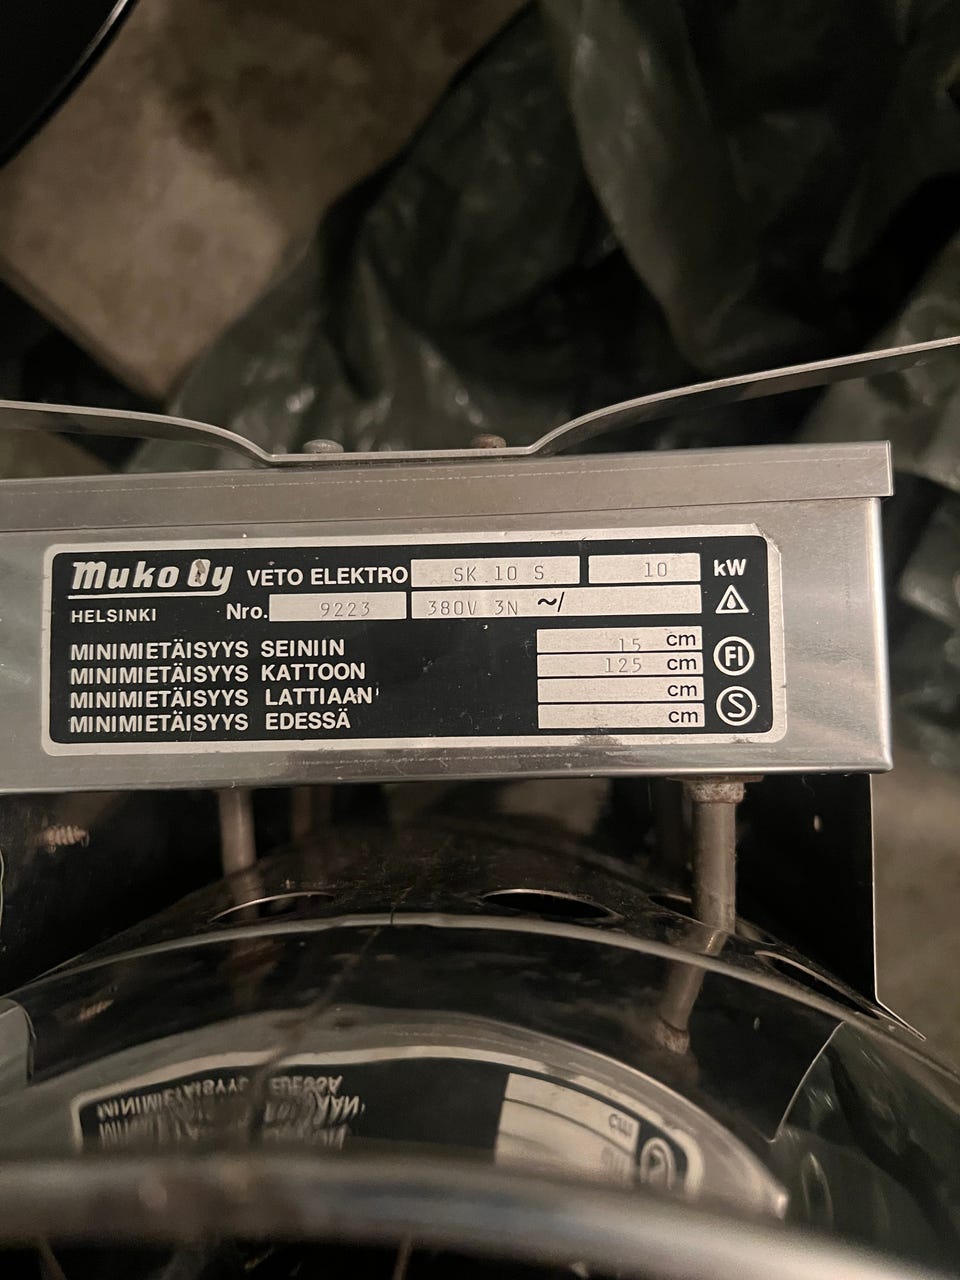 Muko Oy VETO ELEKTRO SK 10 S 10 kW
HELSINKI Nro. 9223 380V 3N ~/
MINIMIETÄISYYS SEINIIN 15 cm
MINIMIETÄISYYS KATTOON 125 cm
MINIMIETÄISYYS LATTIAAN cm
MINIMIETÄISYYS EDESSÄ cm
FI
S